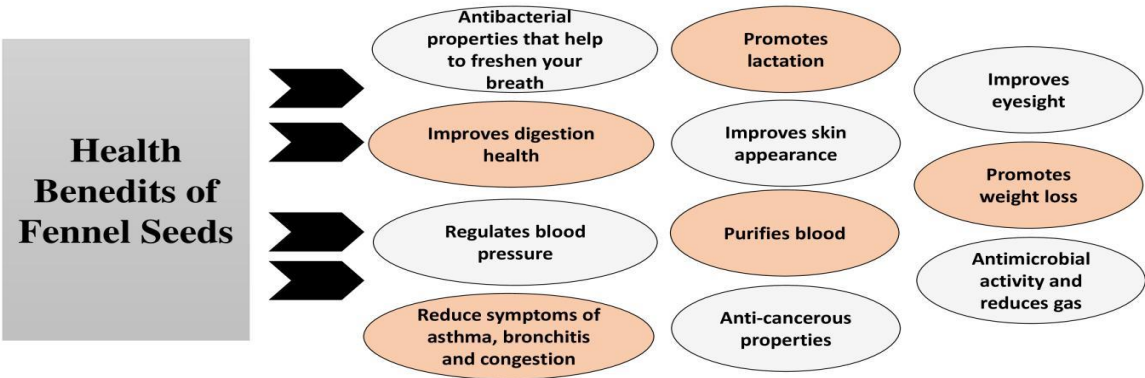 Health
Benedits of
Fennel Seeds
Antibacterial
properties that help
to freshen your
breath
Improves digestion
health
Regulates blood
pressure
Reduce symptoms of
asthma, bronchitis
and congestion
Promotes
lactation
Improves skin
appearance
Purifies blood
Anti-cancerous
properties
Improves
eyesight
Promotes
weight loss
Antimicrobial
activity and
reduces gas